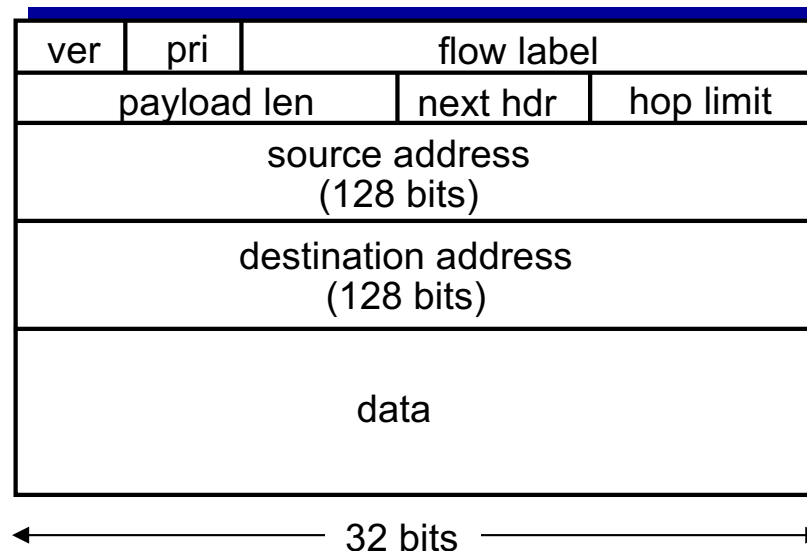 ver pri flow label
payload len next hdr hop limit
source address
(128 bits)
destination address
(128 bits)
data
32 bits